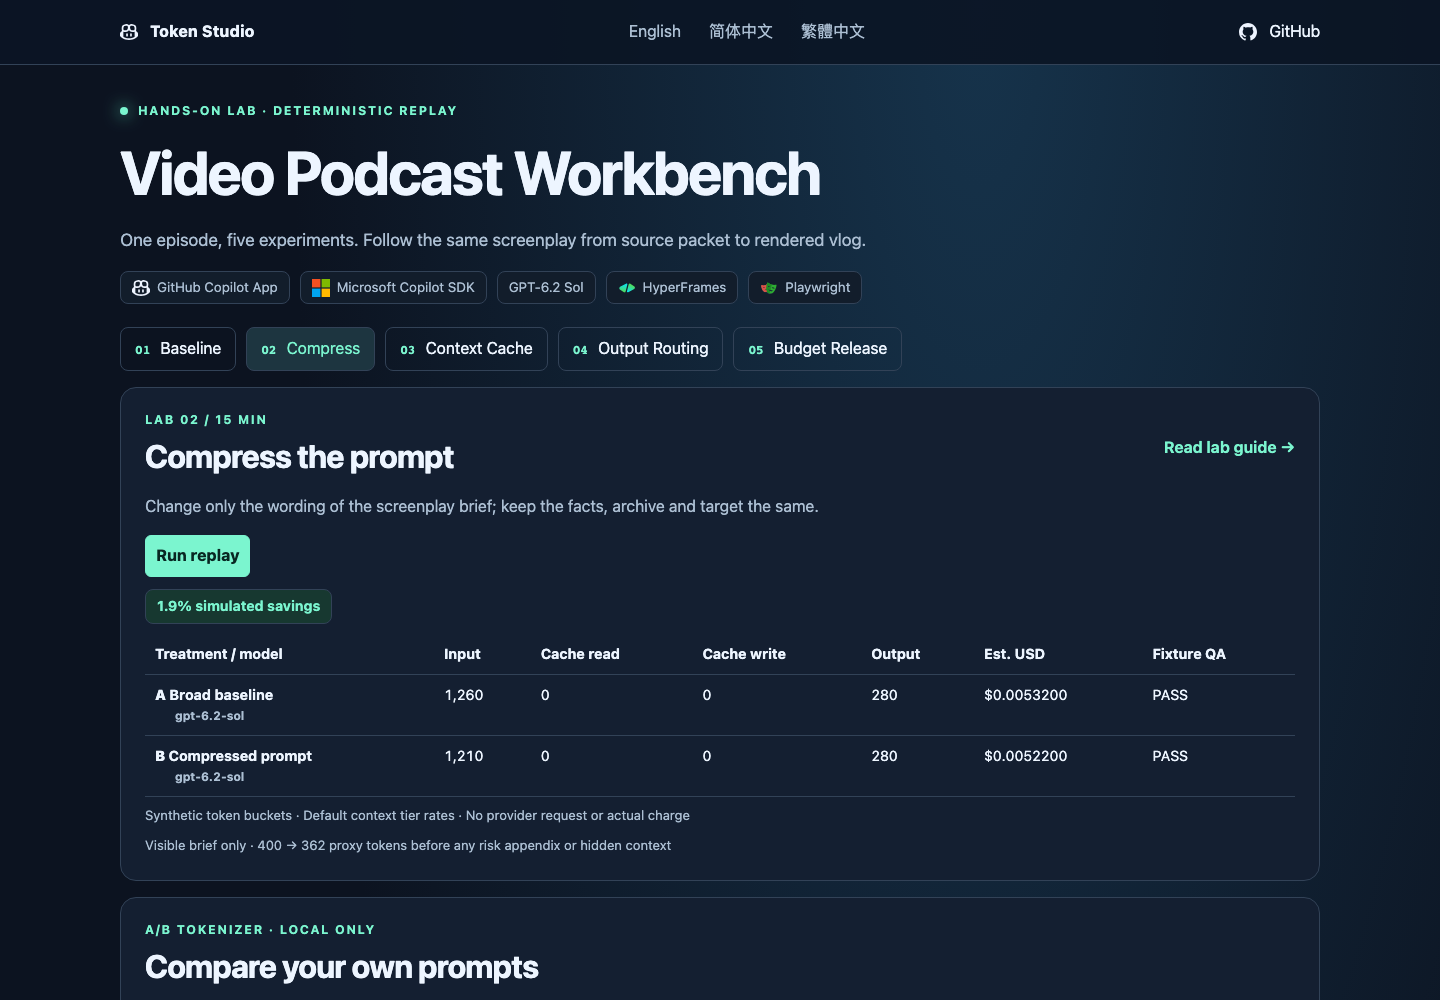 Token Studio
English 简体中文 繁體中文
GitHub
HANDS-ON LAB · DETERMINISTIC REPLAY
Video Podcast Workbench
One episode, five experiments. Follow the same screenplay from source packet to rendered vlog.
GitHub Copilot App Microsoft Copilot SDK GPT-6.2 Sol HyperFrames Playwright
01 Baseline 02 Compress 03 Context Cache 04 Output Routing 05 Budget Release
LAB 02 / 15 MIN
Compress the prompt
Read lab guide →
Change only the wording of the screenplay brief; keep the facts, archive and target the same.
Run replay
1.9% simulated savings
Treatment / model Input Cache read Cache write Output Est. USD Fixture QA
A Broad baseline 1,260 0 0 280 $0.0053200 PASS
gpt-6.2-sol
B Compressed prompt 1,210 0 0 280 $0.0052200 PASS
gpt-6.2-sol
Synthetic token buckets · Default context tier rates · No provider request or actual charge
Visible brief only · 400 → 362 proxy tokens before any risk appendix or hidden context
A/B TOKENIZER · LOCAL ONLY
Compare your own prompts